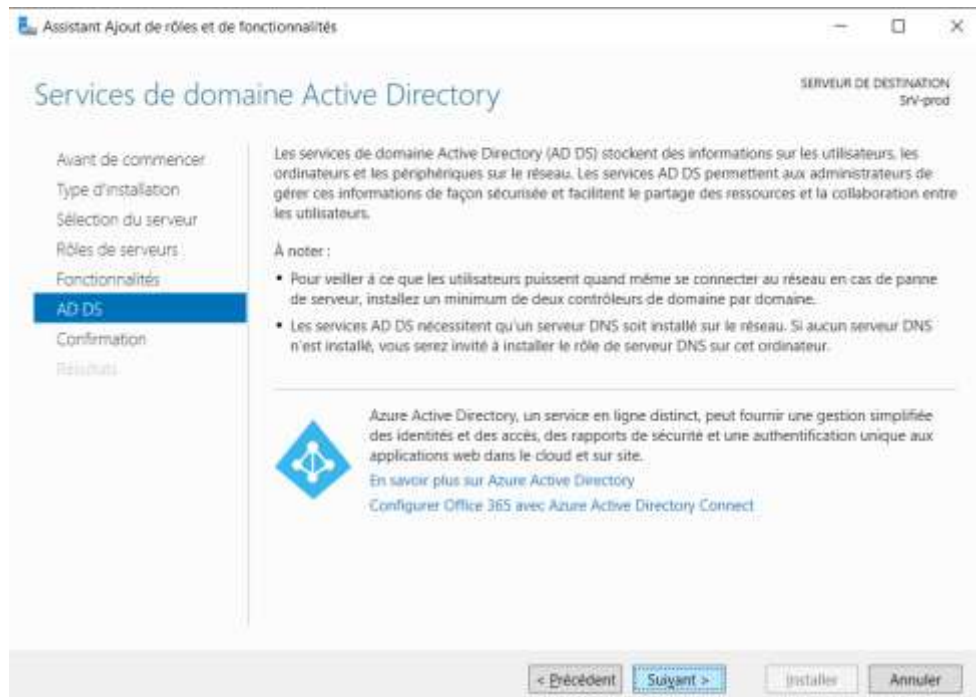 Assistant Ajout de rôles et de fonctionnalités
Services de domaine Active Directory
SERVEUR DE DESTINATION
SrV-prod
Avant de commencer
Type d'installation
Sélection du serveur
Rôles de serveurs
Fonctionnalités
AD DS
Confirmation
Résultats
Les services de domaine Active Directory (AD DS) stockent des informations sur les utilisateurs, les
ordinateurs et les périphériques sur le réseau. Les services AD DS permettent aux administrateurs de
gérer ces informations de façon sécurisée et facilitent le partage des ressources et la collaboration entre
les utilisateurs.
À noter :
• Pour veiller à ce que les utilisateurs puissent quand même se connecter au réseau en cas de panne
de serveur, installez un minimum de deux contrôleurs de domaine par domaine.
• Les services AD DS nécessitent qu'un serveur DNS soit installé sur le réseau. Si aucun serveur DNS
n'est installé, vous serez invité à installer le rôle de serveur DNS sur cet ordinateur.
Azure Active Directory, un service en ligne distinct, peut fournir une gestion simplifiée
des identités et des accès, des rapports de sécurité et une authentification unique aux
applications web dans le cloud et sur site.
En savoir plus sur Azure Active Directory
Configurer Office 365 avec Azure Active Directory Connect
< Précédent
Suivant >
Installer
Annuler